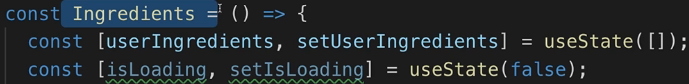 const Ingredients = () => {
const [userIngredients, setUserIngredients] = useState([]);
const [isLoading, setIsLoading] = useState(false);